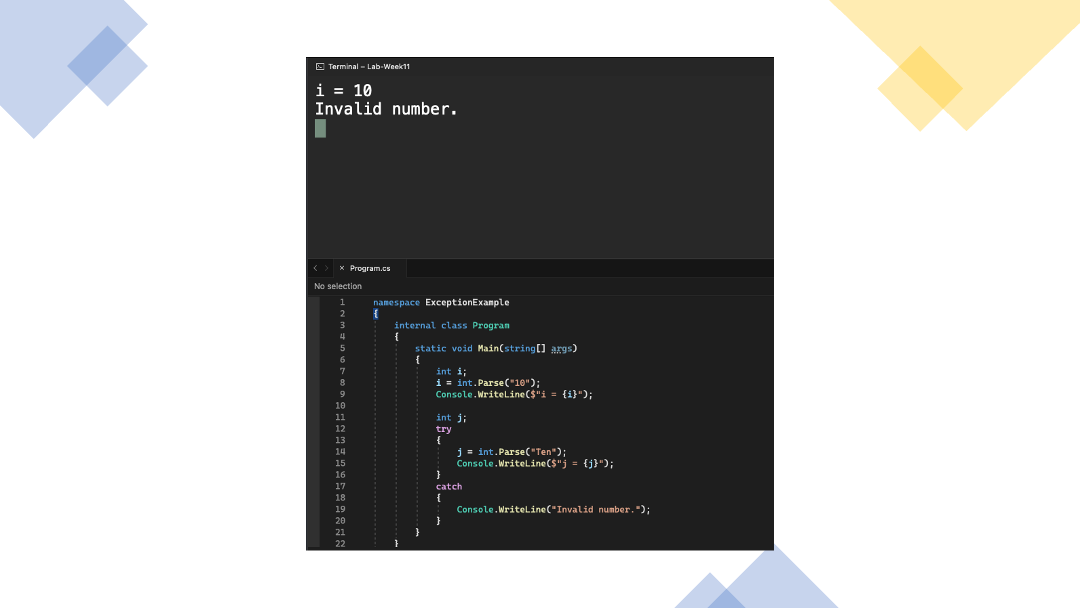 Terminal – Lab-Week11
i = 10
Invalid number.
Program.cs
No selection
1 namespace ExceptionExample
2 {
3 internal class Program
4 {
5 static void Main(string[] args)
6 {
7 int i;
8 i = int.Parse("10");
9 Console.WriteLine($"i = {i}");
10
11 int j;
12 try
13 {
14 j = int.Parse("Ten");
15 Console.WriteLine($"j = {j}");
16 }
17 catch
18 {
19 Console.WriteLine("Invalid number.");
20 }
21 }
22 }